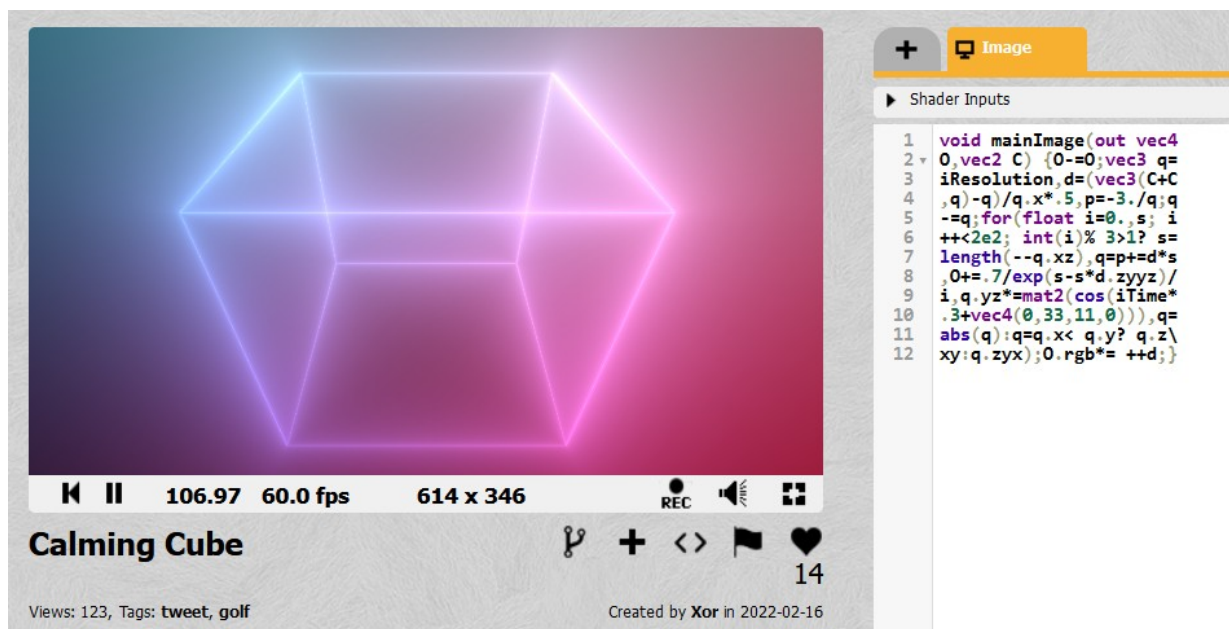 Image
Shader Inputs
1 void mainImage(out vec4
2 O,vec2 C) {O-=O;vec3 q=
3 iResolution,d=(vec3(C+C
4 ,q)-q)/q.x*.5,p=-3./q;q
5 -=q;for(float i=0.,s; i
6 ++<2e2; int(i)% 3>1? s=
7 length(--q.xz),q=p+=d*s
8 ,O+=.7/exp(s-s*d.zyyz)/
9 i,q.yz*=mat2(cos(iTime*
10 .3+vec4(0,33,11,0))),q=
11 abs(q):q=q.x< q.y? q.z\
12 xy:q.zyx);O.rgb*= ++d;}
106.97 60.0 fps 614 x 346 REC
Calming Cube
14
Views: 123, Tags: tweet, golf
Created by Xor in 2022-02-16